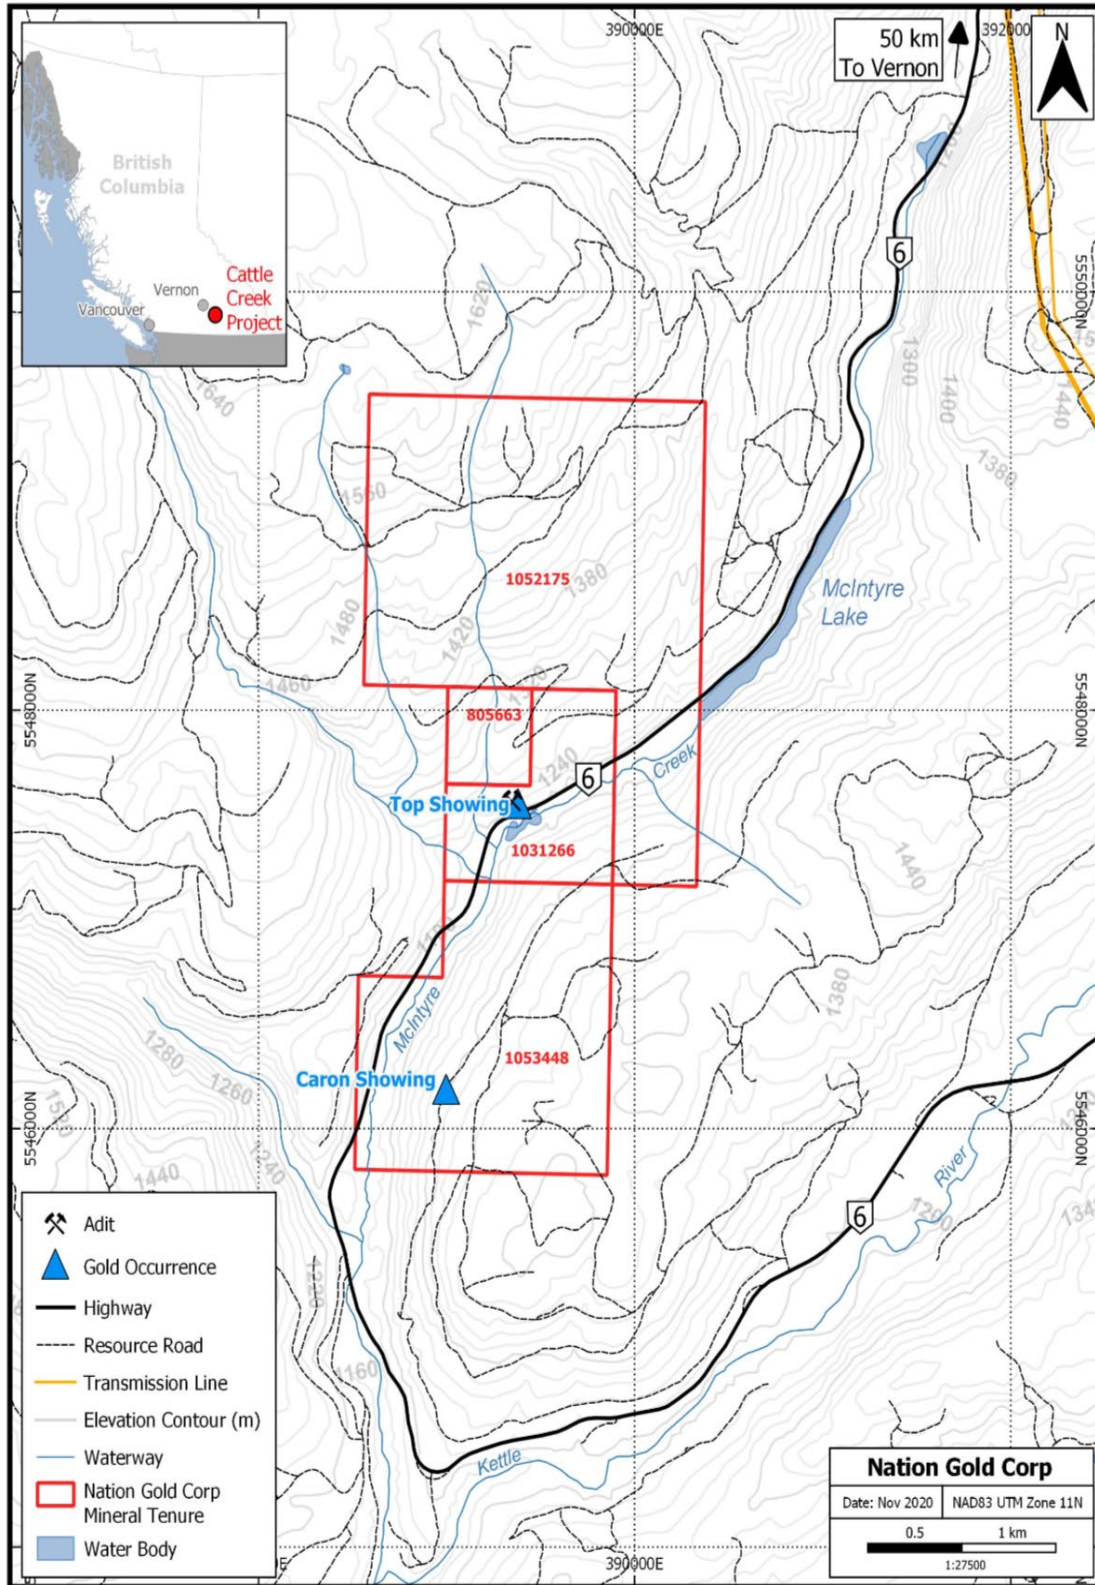 390000E
392000
50 km
To Vernon
N
British
Columbia
Vernon
Vancouver
Cattle
Creek
Project
6
1200
1620
5550000N
1300
1400
1440
1380
1640
1560
1052175
1380
McIntyre
Lake
1480
1420
1460
5548000N
5548000N
805663
1240
6
Creek
Top Showing
1031266
1440
1380
McIntyre
1053448
Caron Showing
1280
1260
1240
1440
5546000N
5546000N
River
1200
6
1220
1160
Kettle
Adit
Gold Occurrence
Highway
Resource Road
Transmission Line
Elevation Contour (m)
Waterway
Nation Gold Corp
Mineral Tenure
Water Body
390000E
Nation Gold Corp
Date: Nov 2020
NAD83 UTM Zone 11N
0.5
1 km
1:27500